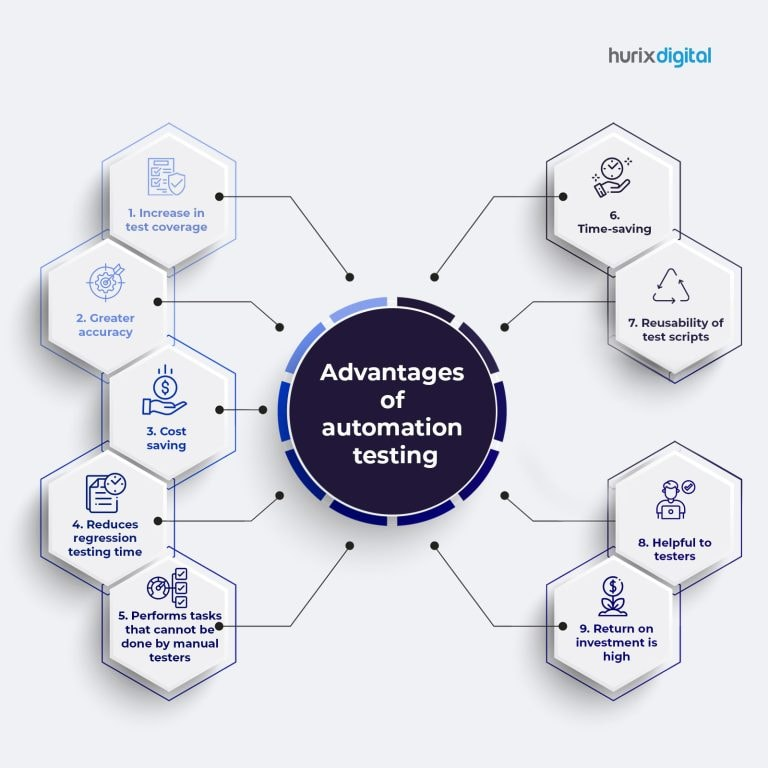 hurixdigital
1. Increase in
test coverage
2. Greater
accuracy
3. Cost
saving
4. Reduces
regression
testing time
5. Performs tasks
that cannot be
done by manual
testers
Advantages
of
automation
testing
6.
Time-saving
7. Reusability of
test scripts
8. Helpful to
testers
9. Return on
investment is
high